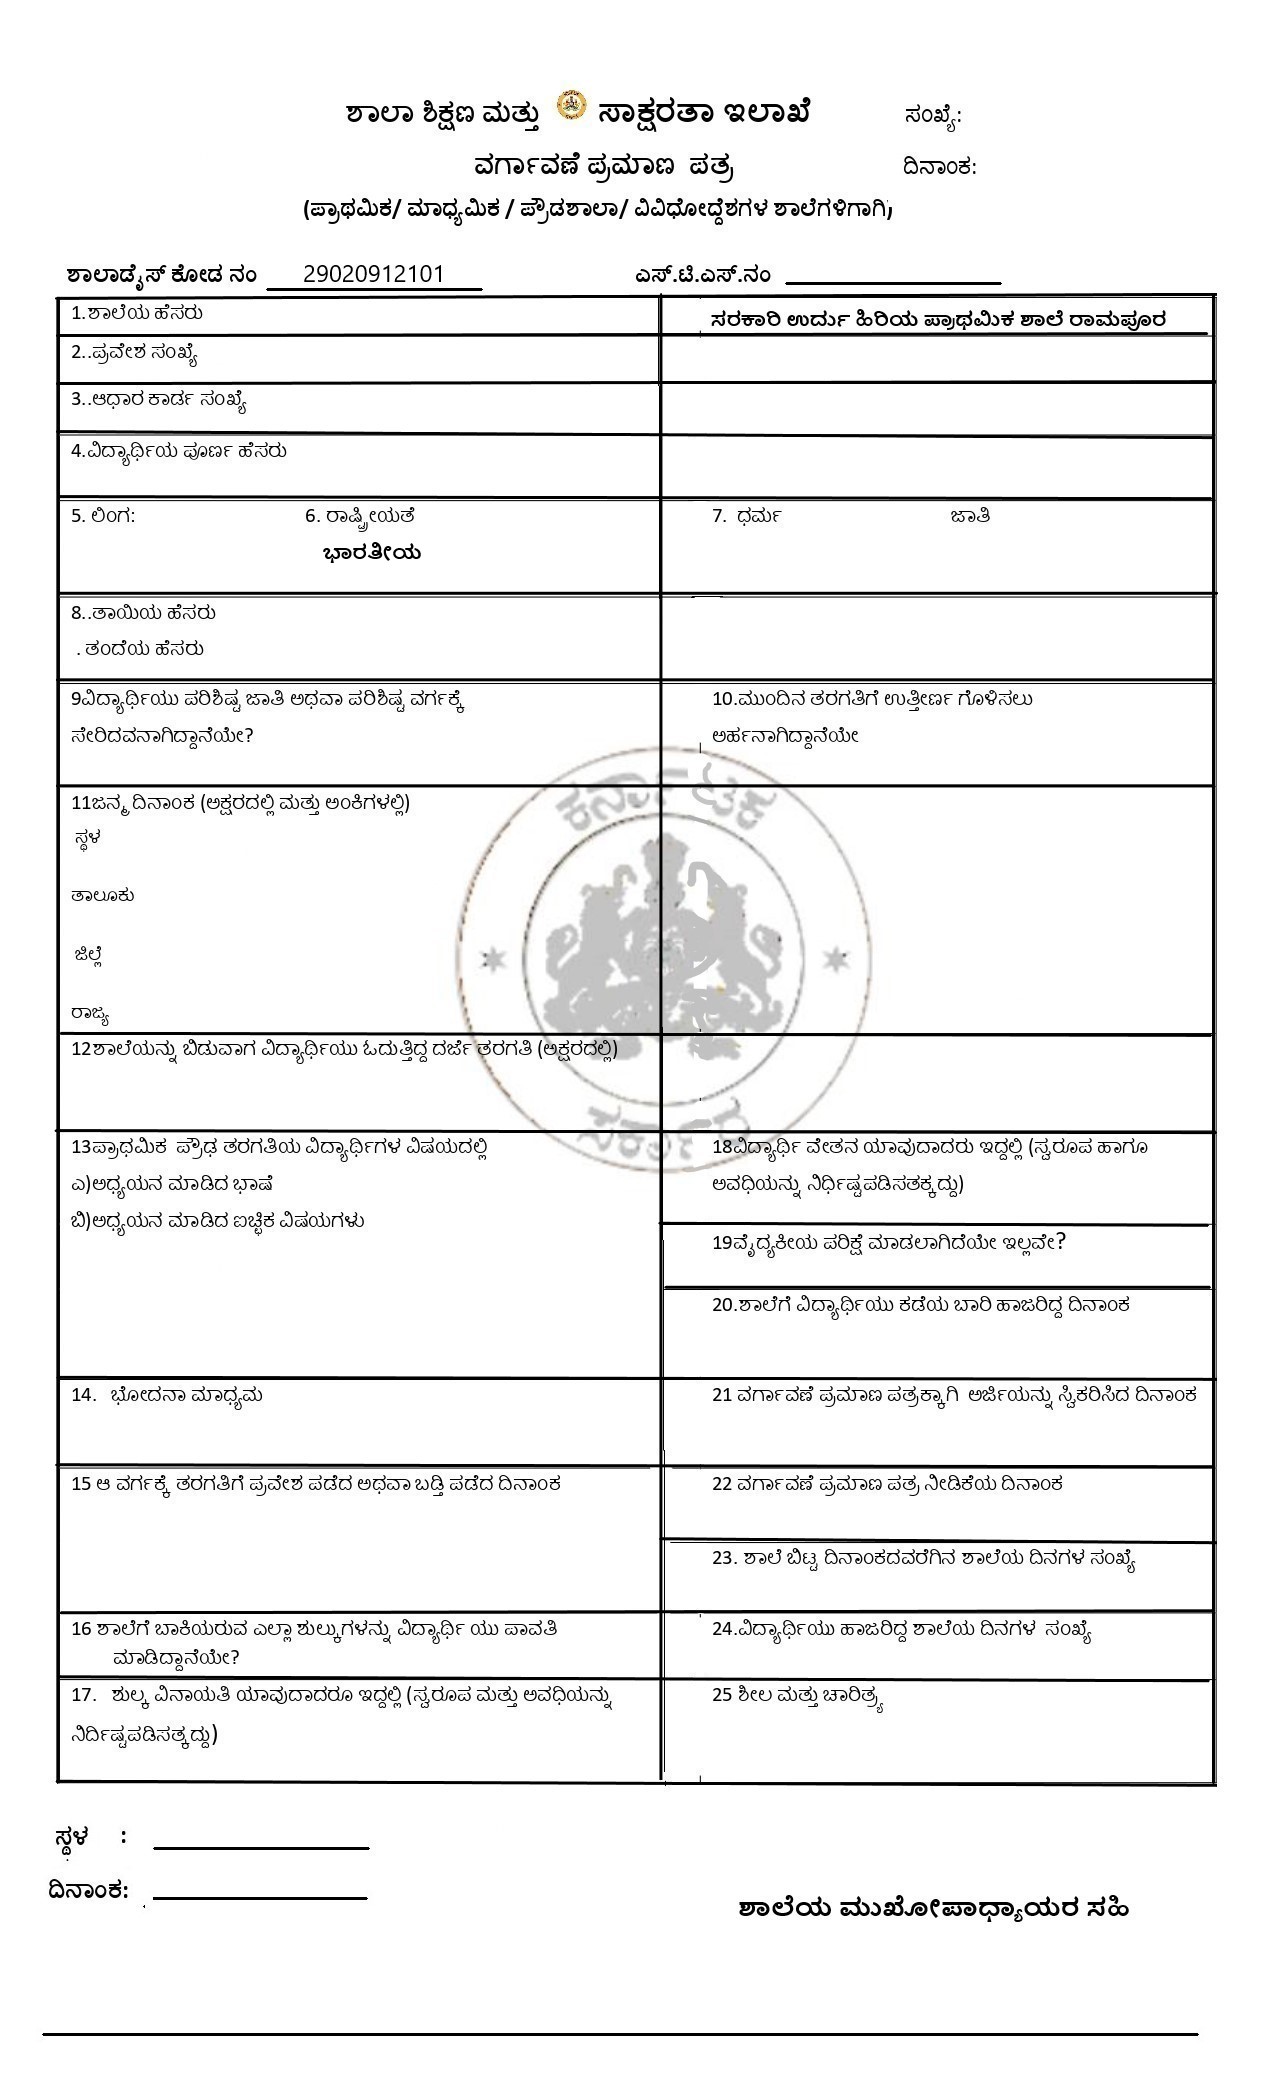 ಶಾಲಾ ಶಿಕ್ಷಣ ಮತ್ತು ಸಾಕ್ಷರತಾ ಇಲಾಖೆ ಸಂಖ್ಯೆ:
ವರ್ಗಾವಣೆ ಪ್ರಮಾಣ ಪತ್ರ ದಿನಾಂಕ:
(ಪ್ರಾಥಮಿಕ/ ಮಾಧ್ಯಮಿಕ / ಪ್ರೌಡಶಾಲಾ/ ವಿವಿಧೋದ್ದೆಶಗಳ ಶಾಲೆಗಳಿಗಾಗಿ)
ಶಾಲಾಡೈಸ್ ಕೋಡ ನಂ 29020912101 ಎಸ್.ಟಿ.ಎಸ್.ನಂ
1.ಶಾಲೆಯ ಹೆಸರು ಸರಕಾರಿ ಉರ್ದು ಹಿರಿಯ ಪ್ರಾಥಮಿಕ ಶಾಲೆ ರಾಮಪೂರ
2..ಪ್ರವೇಶ ಸಂಖ್ಯೆ
3..ಆಧಾರ ಕಾರ್ಡ ಸಂಖ್ಯೆ
4.ವಿದ್ಯಾರ್ಥಿಯ ಪೂರ್ಣ ಹೆಸರು
5. ಲಿಂಗ: 6. ರಾಷ್ಟ್ರೀಯತೆ 7. ಧರ್ಮ ಜಾತಿ
ಭಾರತೀಯ
8..ತಾಯಿಯ ಹೆಸರು
. ತಂದೆಯ ಹೆಸರು
9ವಿದ್ಯಾರ್ಥಿಯು ಪರಿಶಿಷ್ಟ ಜಾತಿ ಅಥವಾ ಪರಿಶಿಷ್ಟ ವರ್ಗಕ್ಕೆ
ಸೇರಿದವನಾಗಿದ್ದಾನೆಯೇ?
10.ಮುಂದಿನ ತರಗತಿಗೆ ಉತ್ತೀರ್ಣ ಗೊಳಿಸಲು
ಅರ್ಹನಾಗಿದ್ದಾನೆಯೇ
ಕರ್ನಾಟಕ
11ಜನ್ಮ ದಿನಾಂಕ (ಅಕ್ಷರದಲ್ಲಿ ಮತ್ತು ಅಂಕಿಗಳಲ್ಲಿ)
ಸ್ಥಳ
ತಾಲೂಕು
ಜಿಲ್ಲೆ
ರಾಜ್ಯ
12ಶಾಲೆಯನ್ನು ಬಿಡುವಾಗ ವಿದ್ಯಾರ್ಥಿಯು ಓದುತ್ತಿದ್ದ ದರ್ಜೆ ತರಗತಿ (ಅಕ್ಷರದಲ್ಲಿ)
ಸರ್ಕಾರ
13ಪ್ರಾಥಮಿಕ ಪ್ರೌಢ ತರಗತಿಯ ವಿದ್ಯಾರ್ಥಿಗಳ ವಿಷಯದಲ್ಲಿ
ಎ)ಅಧ್ಯಯನ ಮಾಡಿದ ಭಾಷೆ
ಬಿ)ಅಧ್ಯಯನ ಮಾಡಿದ ಐಚ್ಛಿಕ ವಿಷಯಗಳು
18ವಿದ್ಯಾರ್ಥಿ ವೇತನ ಯಾವುದಾದರು ಇದ್ದಲ್ಲಿ (ಸ್ವರೂಪ ಹಾಗೂ
ಅವಧಿಯನ್ನು ನಿರ್ಧಿಷ್ಟಪಡಿಸತಕ್ಕದ್ದು)
19ವೈದ್ಯಕೀಯ ಪರಿಕ್ಷೆ ಮಾಡಲಾಗಿದೆಯೇ ಇಲ್ಲವೇ?
20.ಶಾಲೆಗೆ ವಿದ್ಯಾರ್ಥಿಯು ಕಡೆಯ ಬಾರಿ ಹಾಜರಿದ್ದ ದಿನಾಂಕ
14. ಭೋದನಾ ಮಾಧ್ಯಮ
21 ವರ್ಗಾವಣೆ ಪ್ರಮಾಣ ಪತ್ರಕ್ಕಾಗಿ ಅರ್ಜಿಯನ್ನು ಸ್ವಿಕರಿಸಿದ ದಿನಾಂಕ
15 ಆ ವರ್ಗಕ್ಕೆ ತರಗತಿಗೆ ಪ್ರವೇಶ ಪಡೆದ ಅಥವಾ ಬಡ್ತಿ ಪಡೆದ ದಿನಾಂಕ
22 ವರ್ಗಾವಣೆ ಪ್ರಮಾಣ ಪತ್ರ ನೀಡಿಕೆಯ ದಿನಾಂಕ
23. ಶಾಲೆ ಬಿಟ್ಟ ದಿನಾಂಕದವರೆಗಿನ ಶಾಲೆಯ ದಿನಗಳ ಸಂಖ್ಯೆ
16 ಶಾಲೆಗೆ ಬಾಕಿಯರುವ ಎಲ್ಲಾ ಶುಲ್ಕುಗಳನ್ನು ವಿದ್ಯಾರ್ಥಿ ಯು ಪಾವತಿ
ಮಾಡಿದ್ದಾನೆಯೇ?
24.ವಿದ್ಯಾರ್ಥಿಯು ಹಾಜರಿದ್ದ ಶಾಲೆಯ ದಿನಗಳ ಸಂಖ್ಯೆ
17. ಶುಲ್ಕ ವಿನಾಯತಿ ಯಾವುದಾದರೂ ಇದ್ದಲ್ಲಿ (ಸ್ವರೂಪ ಮತ್ತು ಅವಧಿಯನ್ನು
ನಿರ್ದಿಷ್ಟಪಡಿಸತ್ಕದ್ದು)
25 ಶೀಲ ಮತ್ತು ಚಾರಿತ್ರ್ಯ
ಸ್ಥಳ :
ದಿನಾಂಕ:
ಶಾಲೆಯ ಮುಖೋಪಾಧ್ಯಾಯರ ಸಹಿ